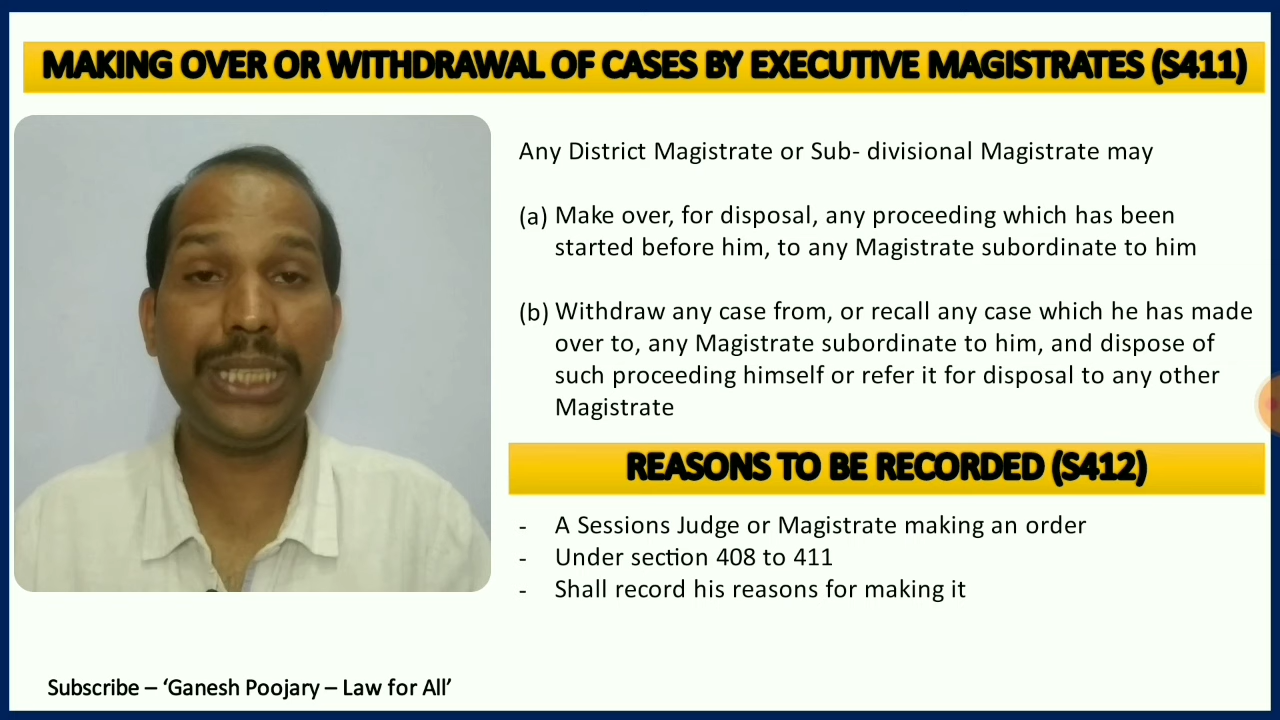 MAKING OVER OR WITHDRAWAL OF CASES BY EXECUTIVE MAGISTRATES (S411)
Any District Magistrate or Sub- divisional Magistrate may
(a) Make over, for disposal, any proceeding which has been
started before him, to any Magistrate subordinate to him
(b) Withdraw any case from, or recall any case which he has made
over to, any Magistrate subordinate to him, and dispose of
such proceeding himself or refer it for disposal to any other
Magistrate
REASONS TO BE RECORDED (S412)
- A Sessions Judge or Magistrate making an order
- Under section 408 to 411
- Shall record his reasons for making it
Subscribe – ‘Ganesh Poojary – Law for All’